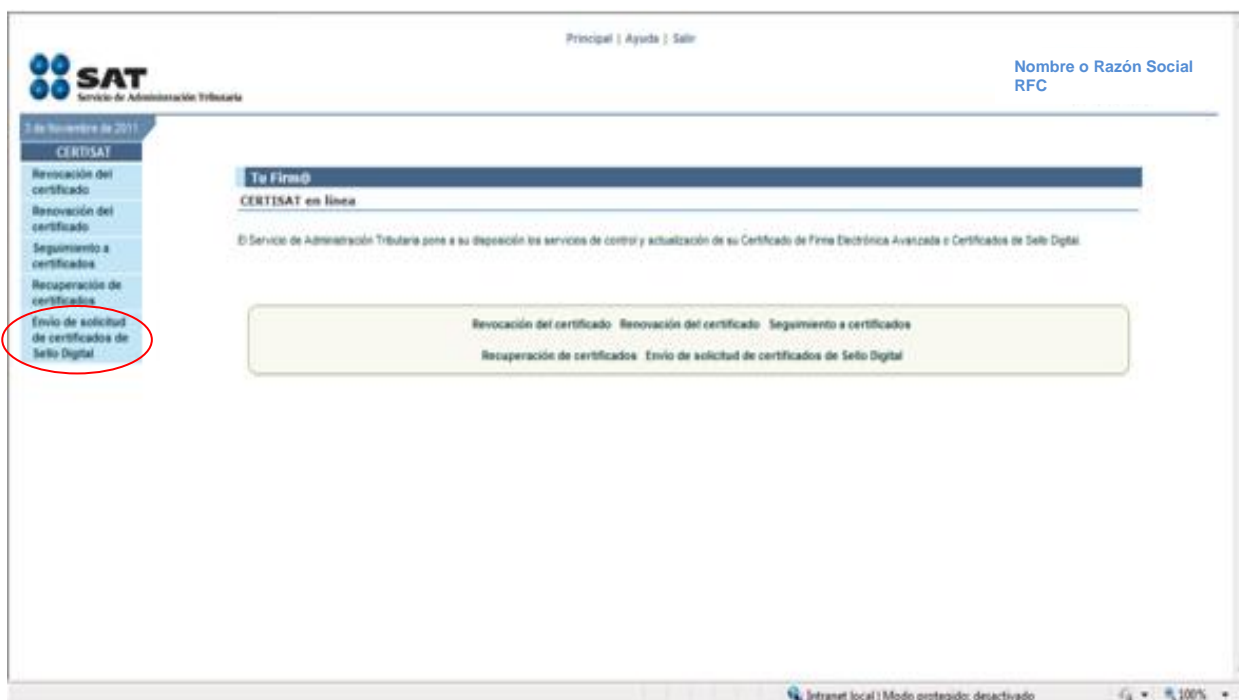 Principal | Ayuda | Salir
SAT
Servicio de Administración Tributaria
Nombre o Razón Social
RFC
3 de Noviembre de 2011
CERTISAT
Revocación del
certificado
Renovación del
certificado
Seguimiento a
certificados
Recuperación de
certificados
Envío de solicitud
de certificados de
Sello Digital
Tu Firm@
CERTISAT en línea
El Servicio de Administración Tributaria pone a su disposición los servicios de control y actualización de su Certificado de Firma Electrónica Avanzada o Certificados de Sello Digital.
Revocación del certificado Renovación del certificado Seguimiento a certificados
Recuperación de certificados Envío de solicitud de certificados de Sello Digital
Intranet local | Modo protegido: desactivado
100%